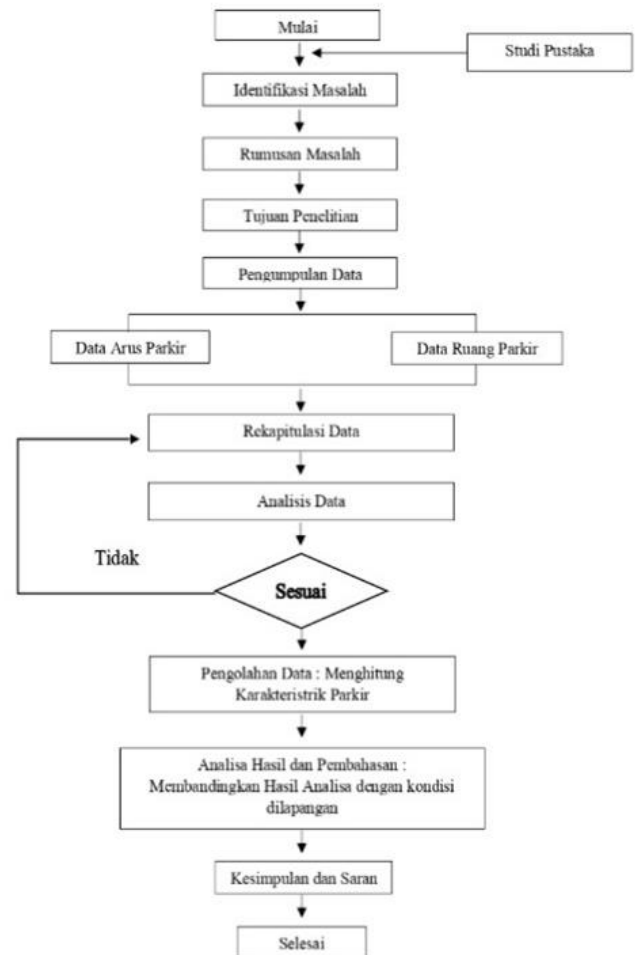 Mulai
Studi Pustaka
Identifikasi Masalah
Rumusan Masalah
Tujuan Penelitian
Pengumpulan Data
Data Arus Parkir
Data Ruang Parkir
Rekapitulasi Data
Analisis Data
Tidak
Sesuai
Pengolahan Data : Menghitung
Karakteristrik Parkir
Analisa Hasil dan Pembahasan :
Membandingkan Hasil Analisa dengan kondisi
dilapangan
Kesimpulan dan Saran
Selesai